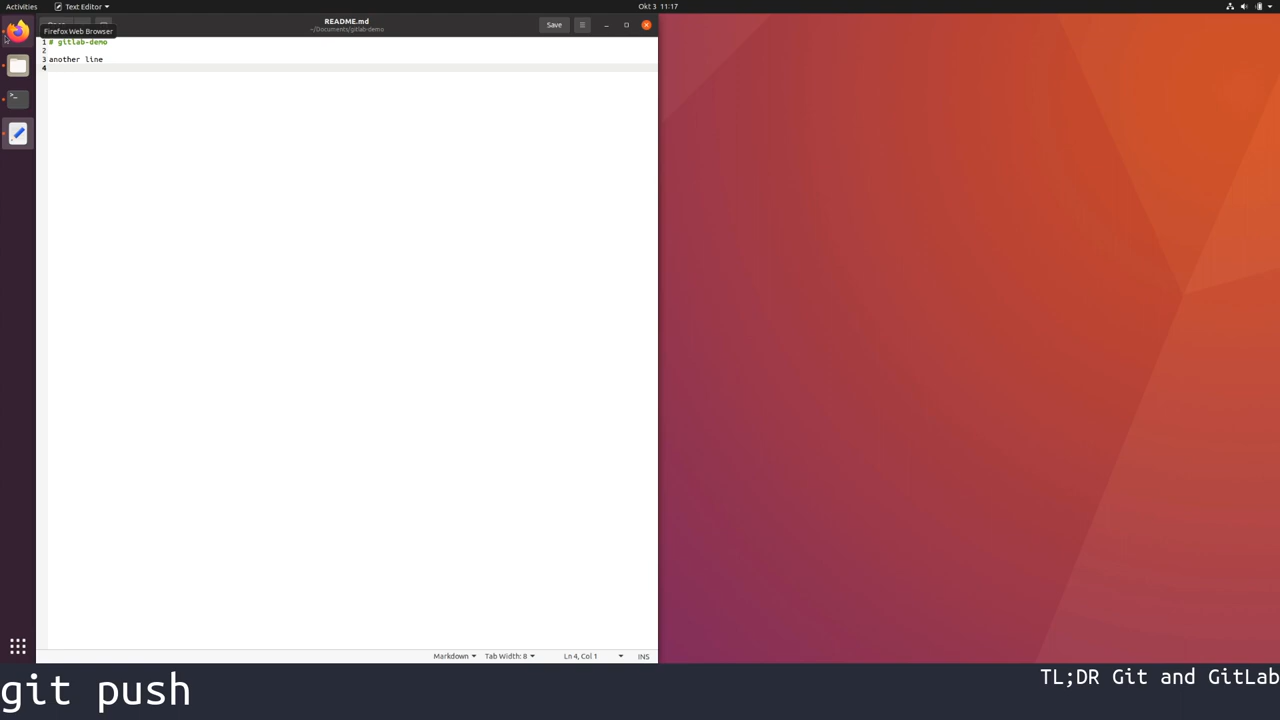 Activities
Text Editor
Okt 3 11:17
README.md
~/Documents/gitlab-demo
Save
Firefox Web Browser
1 # gitlab-demo
2
3 another line
4
>_
Markdown
Tab Width: 8
Ln 4, Col 1
INS
git push
TL;DR Git and GitLab